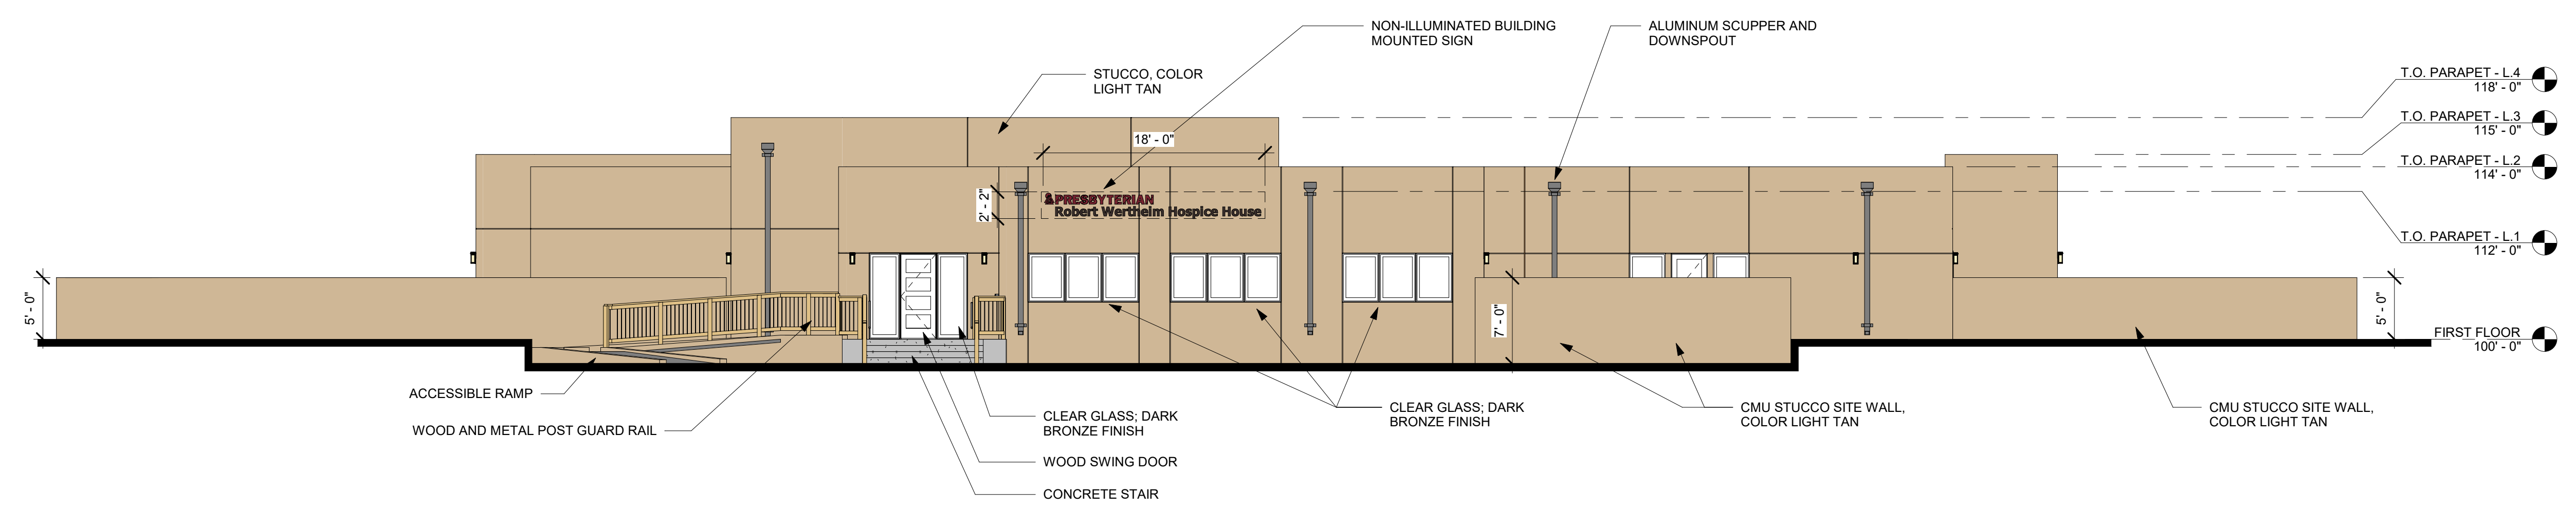 NON-ILLUMINATED BUILDING
MOUNTED SIGN
ALUMINUM SCUPPER AND
DOWNSPOUT
STUCCO, COLOR
LIGHT TAN
T.O. PARAPET - L.4
118' - 0"
T.O. PARAPET - L.3
115' - 0"
T.O. PARAPET - L.2
114' - 0"
T.O. PARAPET - L.1
112' - 0"
FIRST FLOOR
100' - 0"
18' - 0"
2' - 2"
PRESBYTERIAN
Robert Wertheim Hospice House
5' - 0"
7' - 0"
5' - 0"
ACCESSIBLE RAMP
WOOD AND METAL POST GUARD RAIL
CLEAR GLASS; DARK
BRONZE FINISH
WOOD SWING DOOR
CONCRETE STAIR
CLEAR GLASS; DARK
BRONZE FINISH
CMU STUCCO SITE WALL,
COLOR LIGHT TAN
CMU STUCCO SITE WALL,
COLOR LIGHT TAN